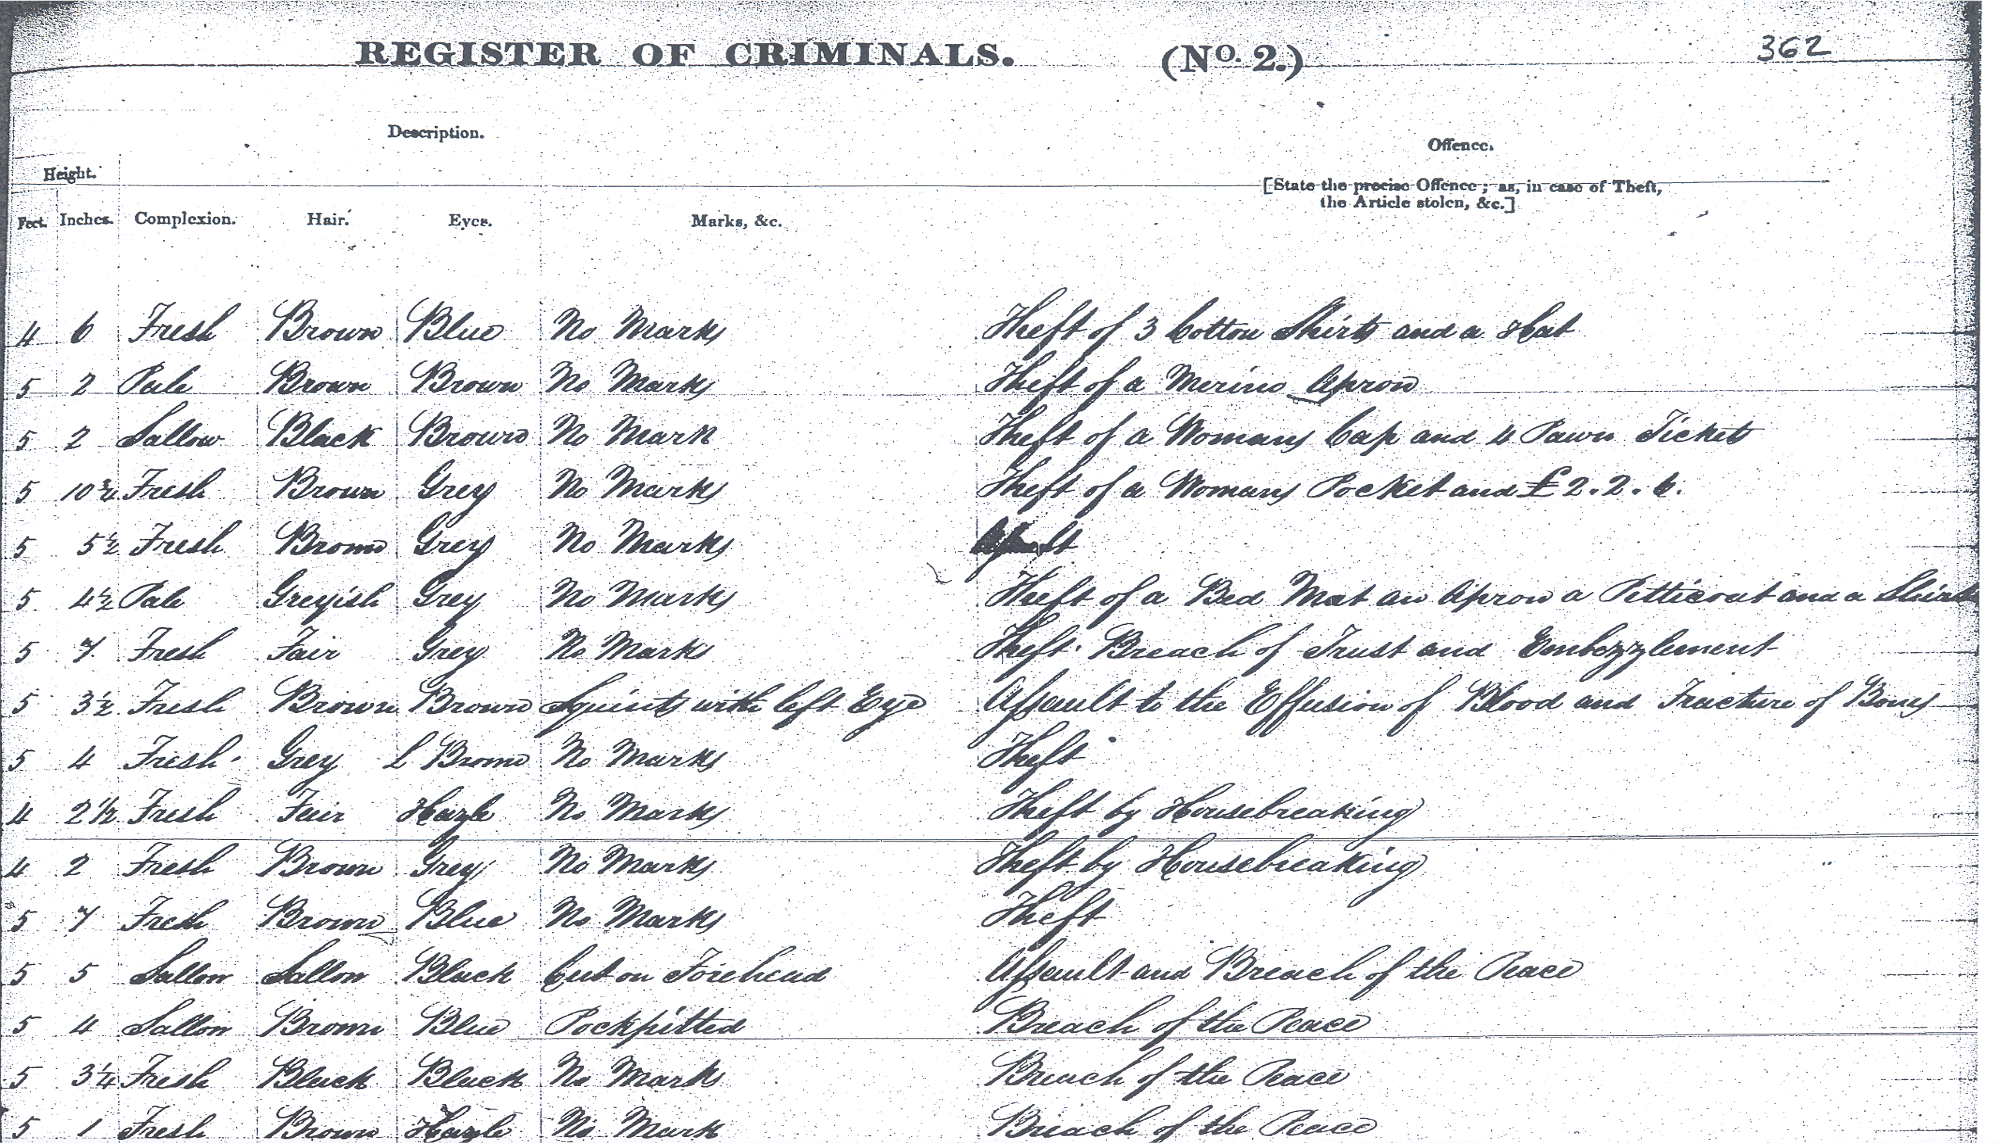 REGISTER OF CRIMINALS. (No. 2.) 362
Description.
Offence.
Height.
[State the precise Offence; as, in case of Theft,
the Article stolen, &c.]
Feet. Inches. Complexion. Hair. Eyes. Marks, &c.
4 6 Fresh Brown Blue No Marks Theft of 3 Cotton Shirts and a Hat
5 2 Pale Brown Brown No Marks Theft of a Merino Apron
5 2 Sallow Black Brown No Mark Theft of a Womans Cap and 4 Pawn Tickets
5 10¾ Fresh Brown Grey No Marks Theft of a Womans Pocket and £2.2.6.
5 5½ Fresh Brown Grey No Marks
5 4½ Pale Greyish Grey No Marks Theft of a Bed Mat an Apron a Petticoat and a Shirt
5 7 Fresh Fair Grey No Marks Theft. Breach of Trust and Embezzlement
5 3½ Fresh Brown Brown Squints with left Eye Assault to the Effusion of Blood and Fracture of Bones
5 4 Fresh Grey L Brown No Marks Theft
4 2½ Fresh Fair Hazle No Marks Theft by Housebreaking
4 2 Fresh Brown Grey No Marks Theft by Housebreaking
5 7 Fresh Brown Blue No Marks Theft
5 5 Sallow Sallow Black Cut on Forehead Assault and Breach of the Peace
5 4 Sallow Brown Blue Pockpitted Breach of the Peace
5 3¼ Fresh Black Black No Mark Breach of the Peace
5 1 Fresh Brown Hazle No Mark Breach of the Peace